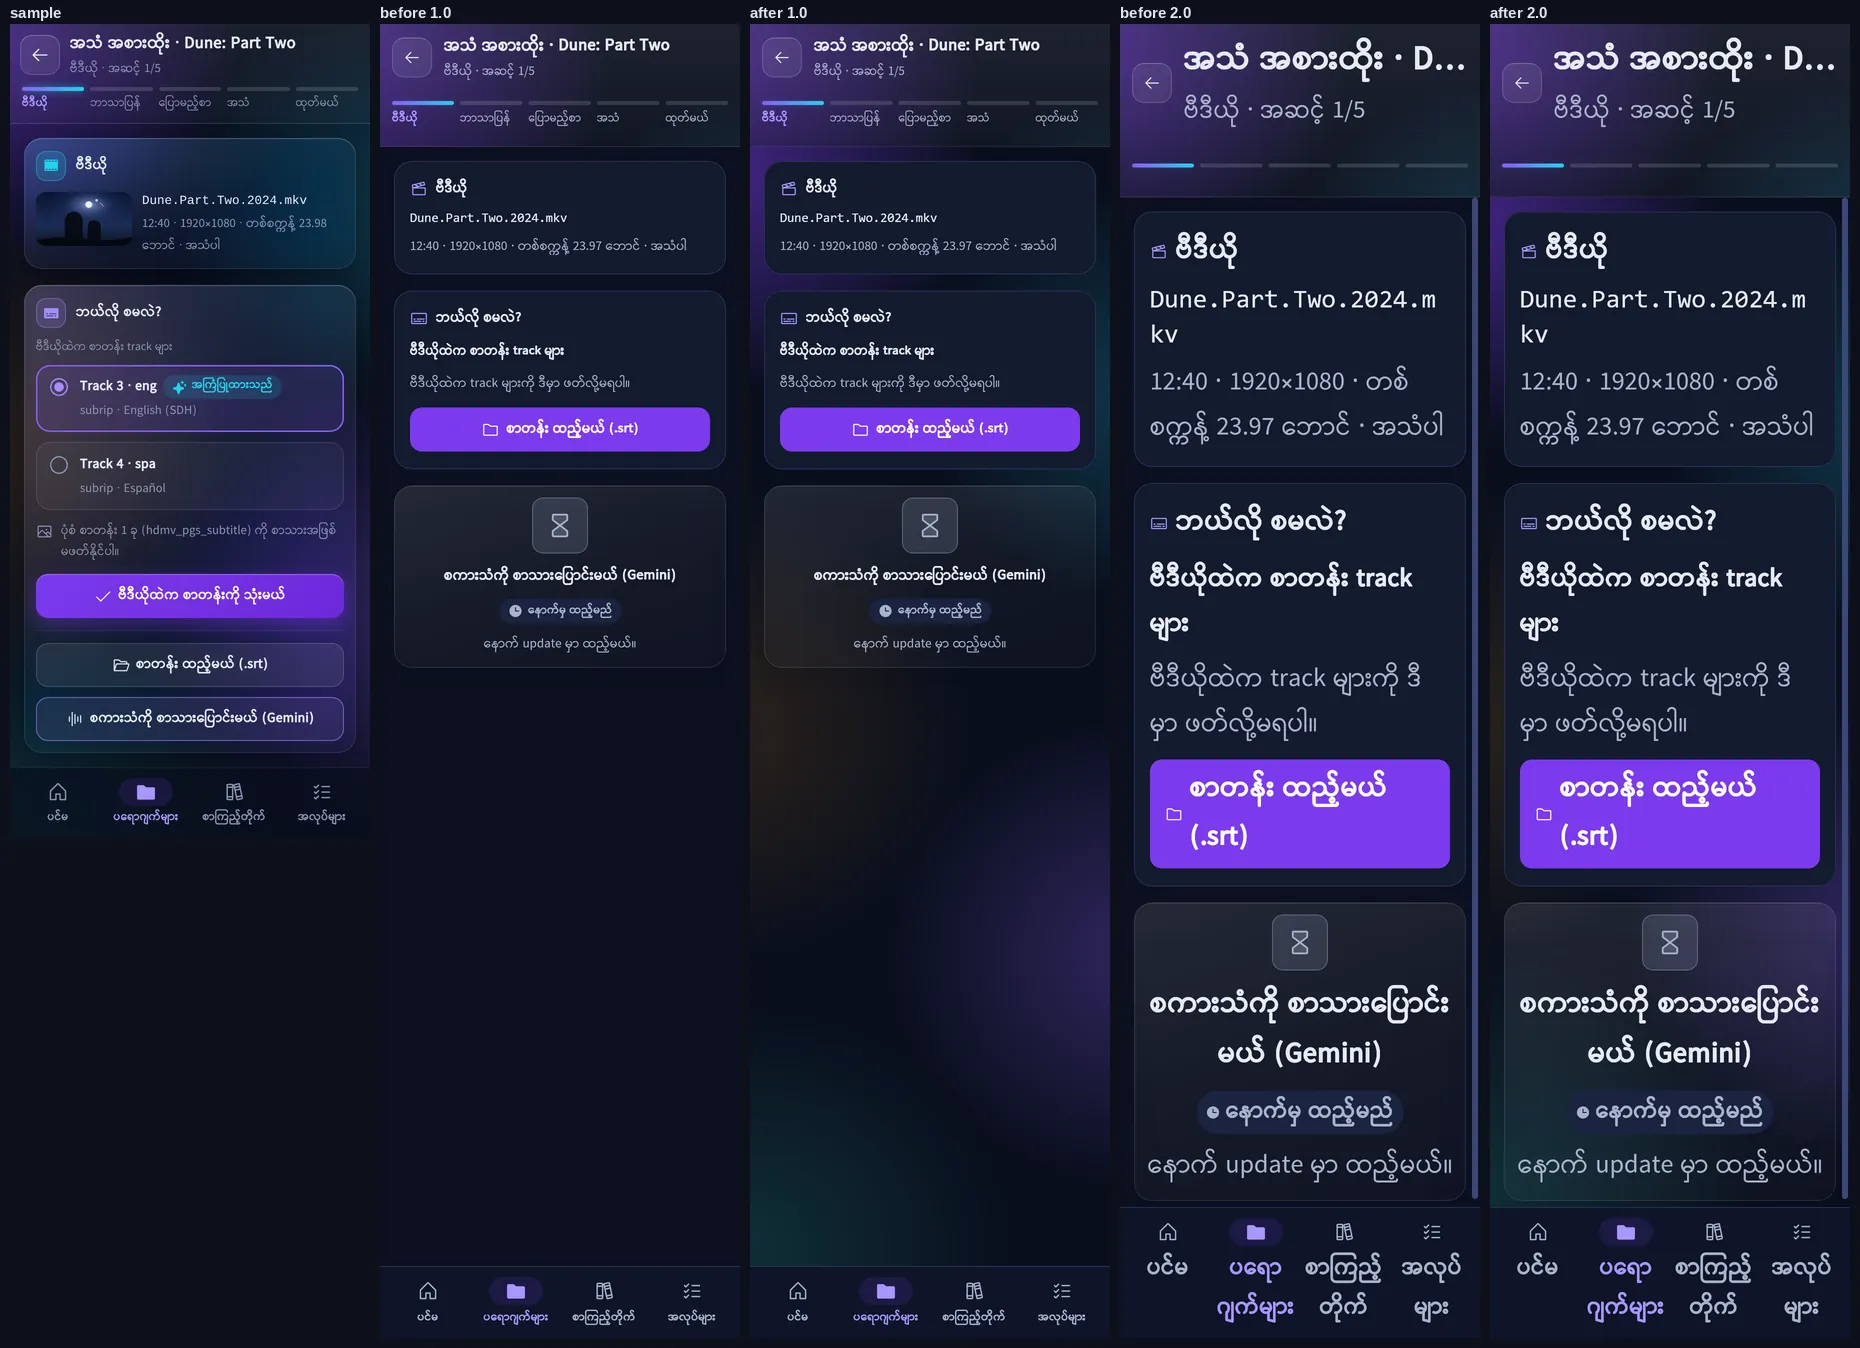 sample
အသံ အစားထိုး · Dune: Part Two
ဗီဒီယို · အဆင့် 1/5
ဗီဒီယို
ဘာသာပြန်
ပြောမည့်စာ
အသံ
ထုတ်မယ်
ဗီဒီယို
Dune.Part.Two.2024.mkv
12:40 · 1920×1080 · တစ်စက္ကန့် 23.98
ဘောင် · အသံပါ
ဘယ်လို စမလဲ?
ဗီဒီယိုထဲက စာတန်း track များ
Track 3 · eng
အကြံပြုထားသည်
subrip · English (SDH)
Track 4 · spa
subrip · Español
ပုံစံ စာတန်း 1 ခု (hdmv_pgs_subtitle) ကို စာသားအဖြစ်
မဖတ်နိုင်ပါ။
ဗီဒီယိုထဲက စာတန်းကို သုံးမယ်
စာတန်း ထည့်မယ် (.srt)
စကားသံကို စာသားပြောင်းမယ် (Gemini)
ပင်မ
ပရောဂျက်များ
စာကြည့်တိုက်
အလုပ်များ
before 1.0
အသံ အစားထိုး · Dune: Part Two
ဗီဒီယို · အဆင့် 1/5
ဗီဒီယို
ဘာသာပြန်
ပြောမည့်စာ
အသံ
ထုတ်မယ်
ဗီဒီယို
Dune.Part.Two.2024.mkv
12:40 · 1920×1080 · တစ်စက္ကန့် 23.97 ဘောင် · အသံပါ
ဘယ်လို စမလဲ?
ဗီဒီယိုထဲက စာတန်း track များ
ဗီဒီယိုထဲက track များကို ဒီမှာ ဖတ်လို့မရပါ။
စာတန်း ထည့်မယ် (.srt)
စကားသံကို စာသားပြောင်းမယ် (Gemini)
နောက်မှ ထည့်မည်
နောက် update မှာ ထည့်မယ်။
ပင်မ
ပရောဂျက်များ
စာကြည့်တိုက်
အလုပ်များ
after 1.0
အသံ အစားထိုး · Dune: Part Two
ဗီဒီယို · အဆင့် 1/5
ဗီဒီယို
ဘာသာပြန်
ပြောမည့်စာ
အသံ
ထုတ်မယ်
ဗီဒီယို
Dune.Part.Two.2024.mkv
12:40 · 1920×1080 · တစ်စက္ကန့် 23.97 ဘောင် · အသံပါ
ဘယ်လို စမလဲ?
ဗီဒီယိုထဲက စာတန်း track များ
ဗီဒီယိုထဲက track များကို ဒီမှာ ဖတ်လို့မရပါ။
စာတန်း ထည့်မယ် (.srt)
စကားသံကို စာသားပြောင်းမယ် (Gemini)
နောက်မှ ထည့်မည်
နောက် update မှာ ထည့်မယ်။
ပင်မ
ပရောဂျက်များ
စာကြည့်တိုက်
အလုပ်များ
before 2.0
အသံ အစားထိုး · D...
ဗီဒီယို · အဆင့် 1/5
ဗီဒီယို
Dune.Part.Two.2024.m
kv
12:40 · 1920×1080 · တစ်
စက္ကန့် 23.97 ဘောင် · အသံပါ
ဘယ်လို စမလဲ?
ဗီဒီယိုထဲက စာတန်း track
များ
ဗီဒီယိုထဲက track များကို ဒီ
မှာ ဖတ်လို့မရပါ။
စာတန်း ထည့်မယ်
(.srt)
စကားသံကို စာသားပြောင်း
မယ် (Gemini)
နောက်မှ ထည့်မည်
နောက် update မှာ ထည့်မယ်။
ပင်မ
ပရော
ဂျက်များ
စာကြည့်
တိုက်
အလုပ်
များ
after 2.0
အသံ အစားထိုး · D...
ဗီဒီယို · အဆင့် 1/5
ဗီဒီယို
Dune.Part.Two.2024.m
kv
12:40 · 1920×1080 · တစ်
စက္ကန့် 23.97 ဘောင် · အသံပါ
ဘယ်လို စမလဲ?
ဗီဒီယိုထဲက စာတန်း track
များ
ဗီဒီယိုထဲက track များကို ဒီ
မှာ ဖတ်လို့မရပါ။
စာတန်း ထည့်မယ်
(.srt)
စကားသံကို စာသားပြောင်း
မယ် (Gemini)
နောက်မှ ထည့်မည်
နောက် update မှာ ထည့်မယ်။
ပင်မ
ပရော
ဂျက်များ
စာကြည့်
တိုက်
အလုပ်
များ